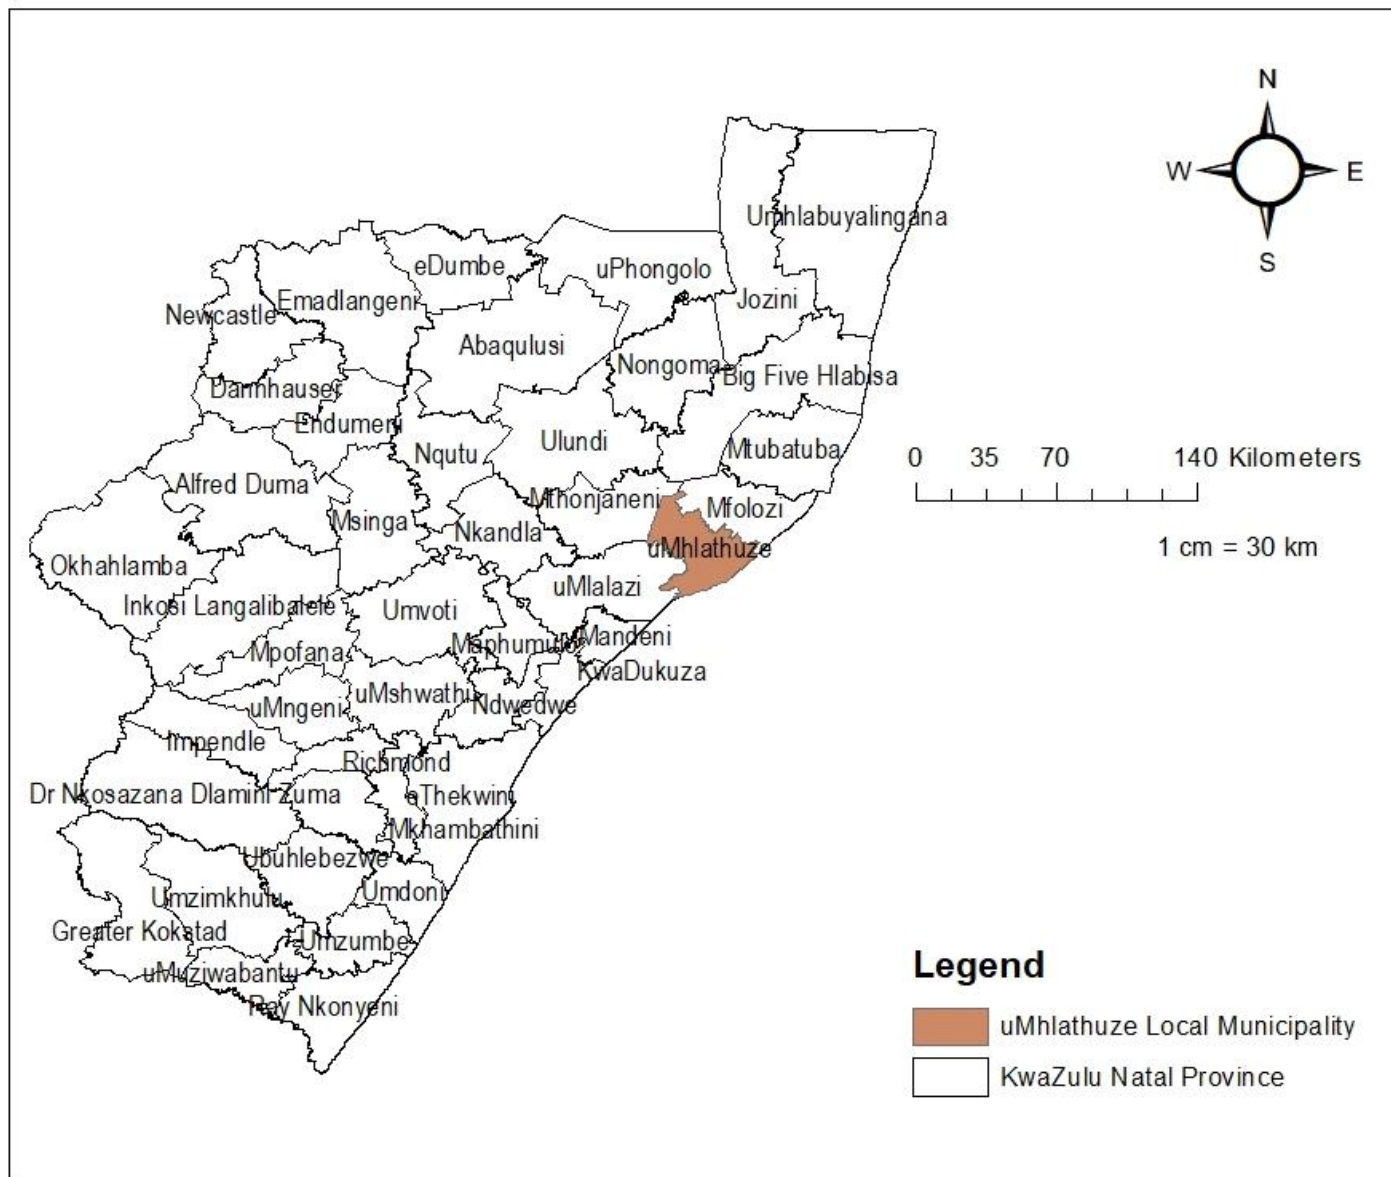 N
W E
S
Umhlabuyalingana
eDumbe
uPhongolo
Jozini
Emadlangeni
Newcastle
Abaqulusi
Nongoma
Big Five Hlabisa
Dannhauser
Endumeni
Ulundi
Mtubatuba
Nqutu
0 35 70 140 Kilometers
Alfred Duma
Mthonjaneni
Mfolozi
Msinga
Nkandla
uMhlathuze
1 cm = 30 km
Okhahlamba
uMlalazi
Inkosi Langalibalele
Umvoti
Mandeni
Maphumulo
Mpofana
KwaDukuza
uMshwathu
Ndwedwe
uMngeni
Impendle
Richmond
Dr Nkosazana Dlamini Zuma
eThekwini
Mkhambathini
Ubuhlebezwe
Umdoni
Umzimkhulu
Greater Kokstad
Umzumbe
uMuziwabantu
Ray Nkonyeni
Legend
uMhlathuze Local Municipality
KwaZulu Natal Province